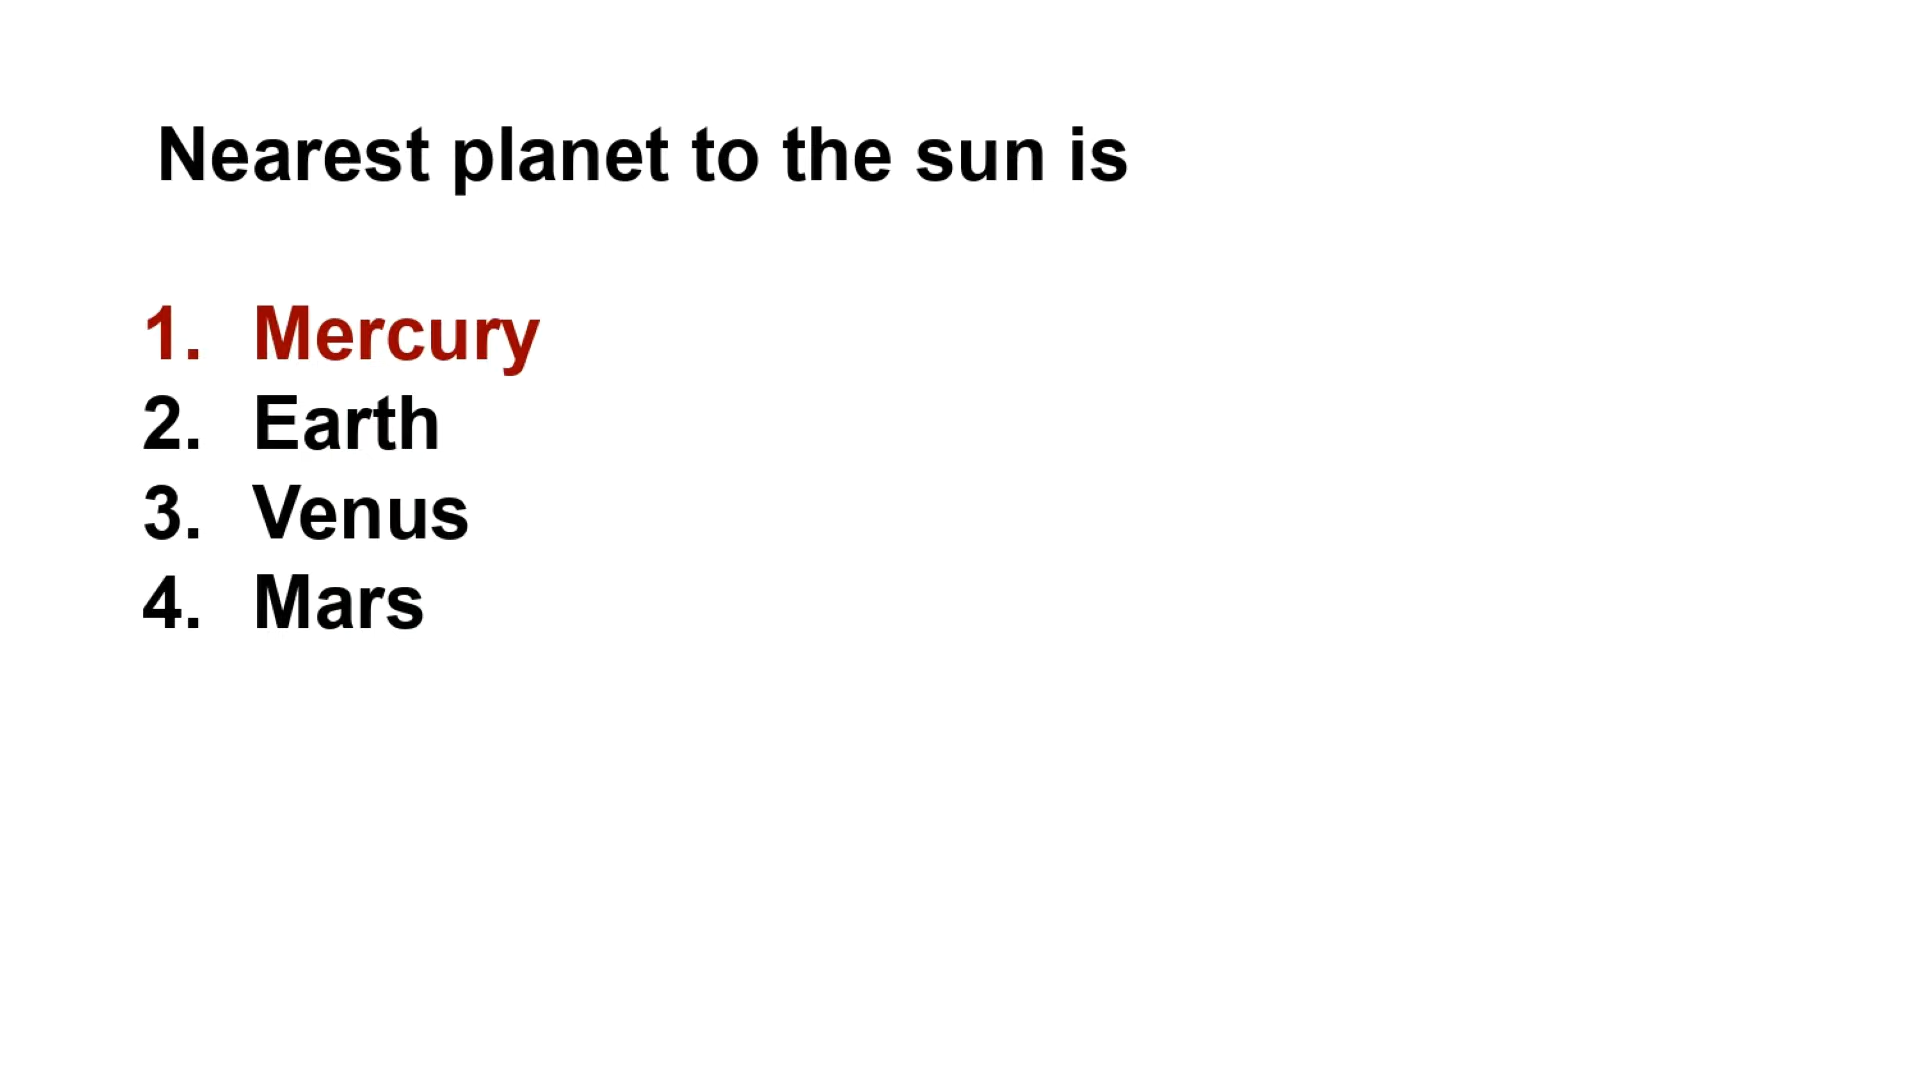 Nearest planet to the sun is
1. Mercury
2. Earth
3. Venus
4. Mars